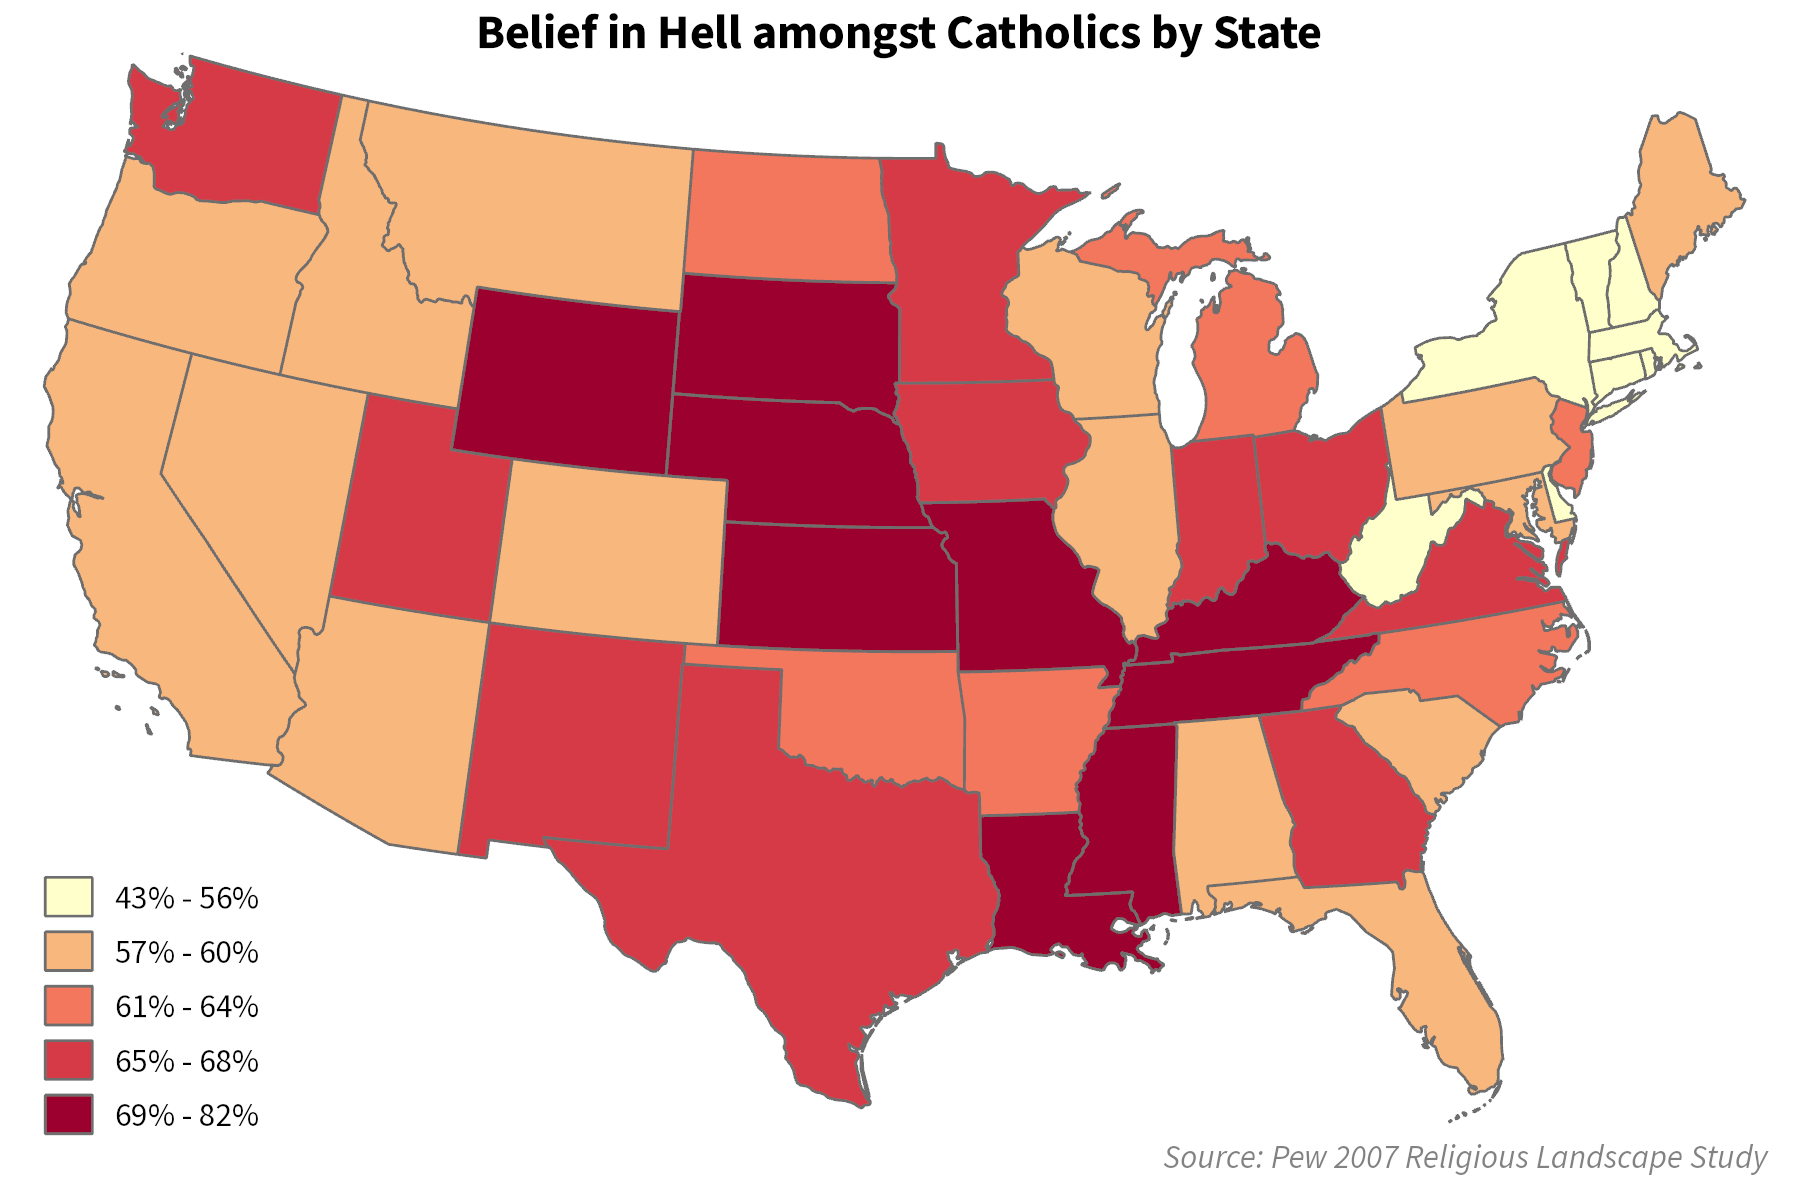 Belief in Hell amongst Catholics by State
43% - 56%
57% - 60%
61% - 64%
65% - 68%
69% - 82%
Source: Pew 2007 Religious Landscape Study